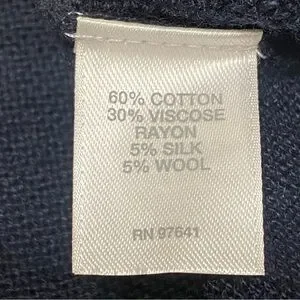 60% COTTON
30% VISCOSE
RAYON
5% SILK
5% WOOL
RN 97641